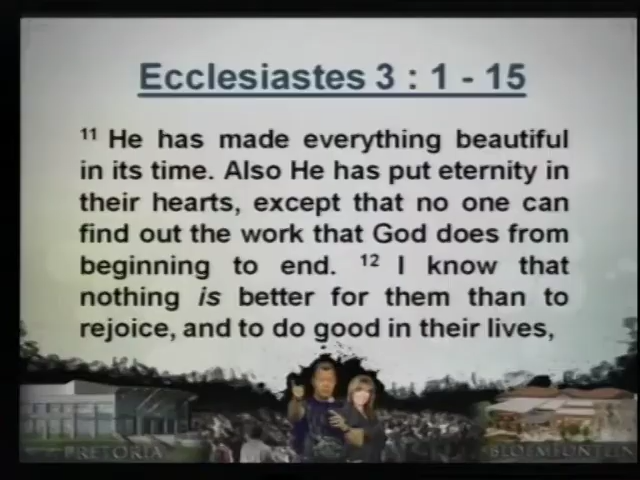 Ecclesiastes 3 : 1 - 15
¹¹ He has made everything beautiful
in its time. Also He has put eternity in
their hearts, except that no one can
find out the work that God does from
beginning to end. ¹² I know that
nothing is better for them than to
rejoice, and to do good in their lives,
PRETORIA
BLOEMFONTEIN